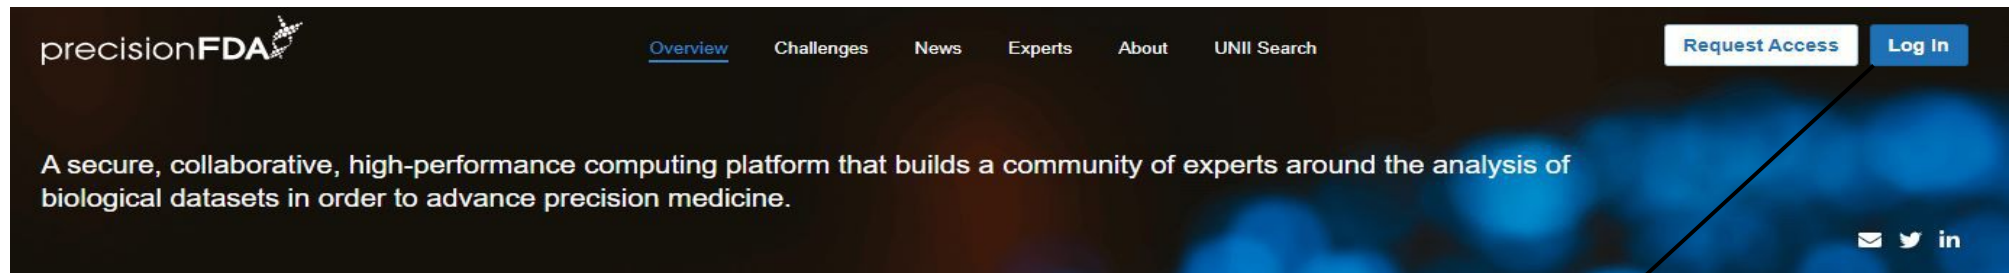 precisionFDA
Overview Challenges News Experts About UNII Search
Request Access Log In
A secure, collaborative, high-performance computing platform that builds a community of experts around the analysis of
biological datasets in order to advance precision medicine.
in